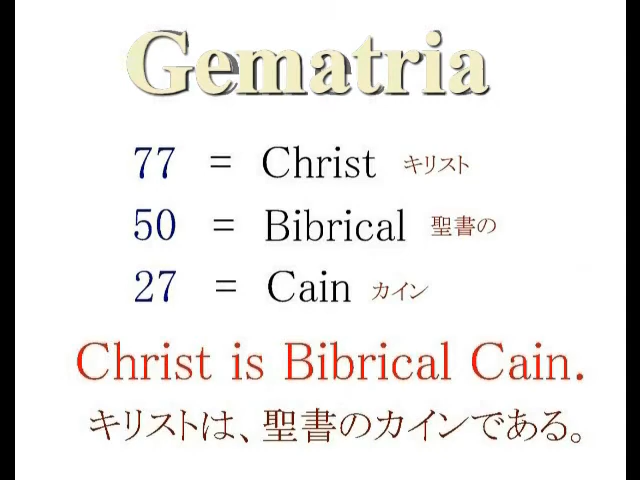 Gematria
77 = Christ キリスト
50 = Bibrical 聖書の
27 = Cain カイン
Christ is Bibrical Cain.
キリストは、聖書のカインである。